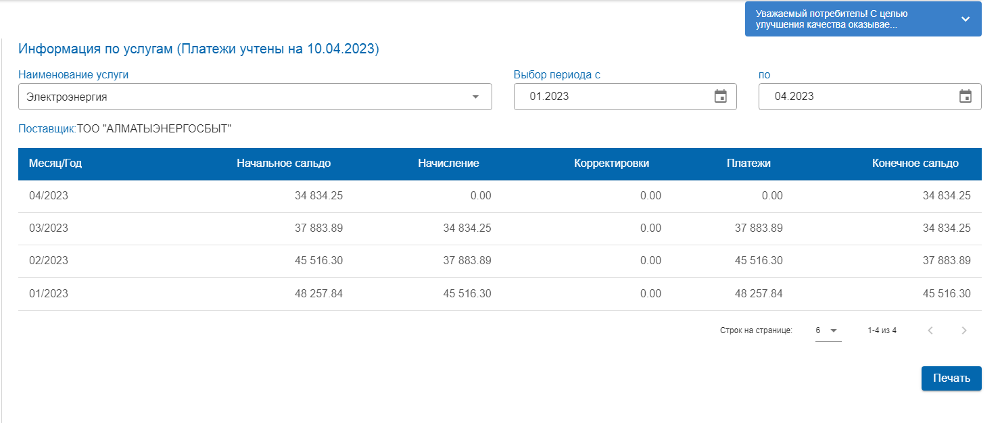 Уважаемый потребитель! С целью
улучшения качества оказывае...
Информация по услугам (Платежи учтены на 10.04.2023)
Наименование услуги
Выбор периода с
по
Электроэнергия
01.2023
04.2023
Поставщик:ТОО "АЛМАТЫЭНЕРГОСБЫТ"
Месяц/Год Начальное сальдо Начисление Корректировки Платежи Конечное сальдо
04/2023 34 834.25 0.00 0.00 0.00 34 834.25
03/2023 37 883.89 34 834.25 0.00 37 883.89 34 834.25
02/2023 45 516.30 37 883.89 0.00 45 516.30 37 883.89
01/2023 48 257.84 45 516.30 0.00 48 257.84 45 516.30
Строк на странице: 6 1-4 из 4
Печать